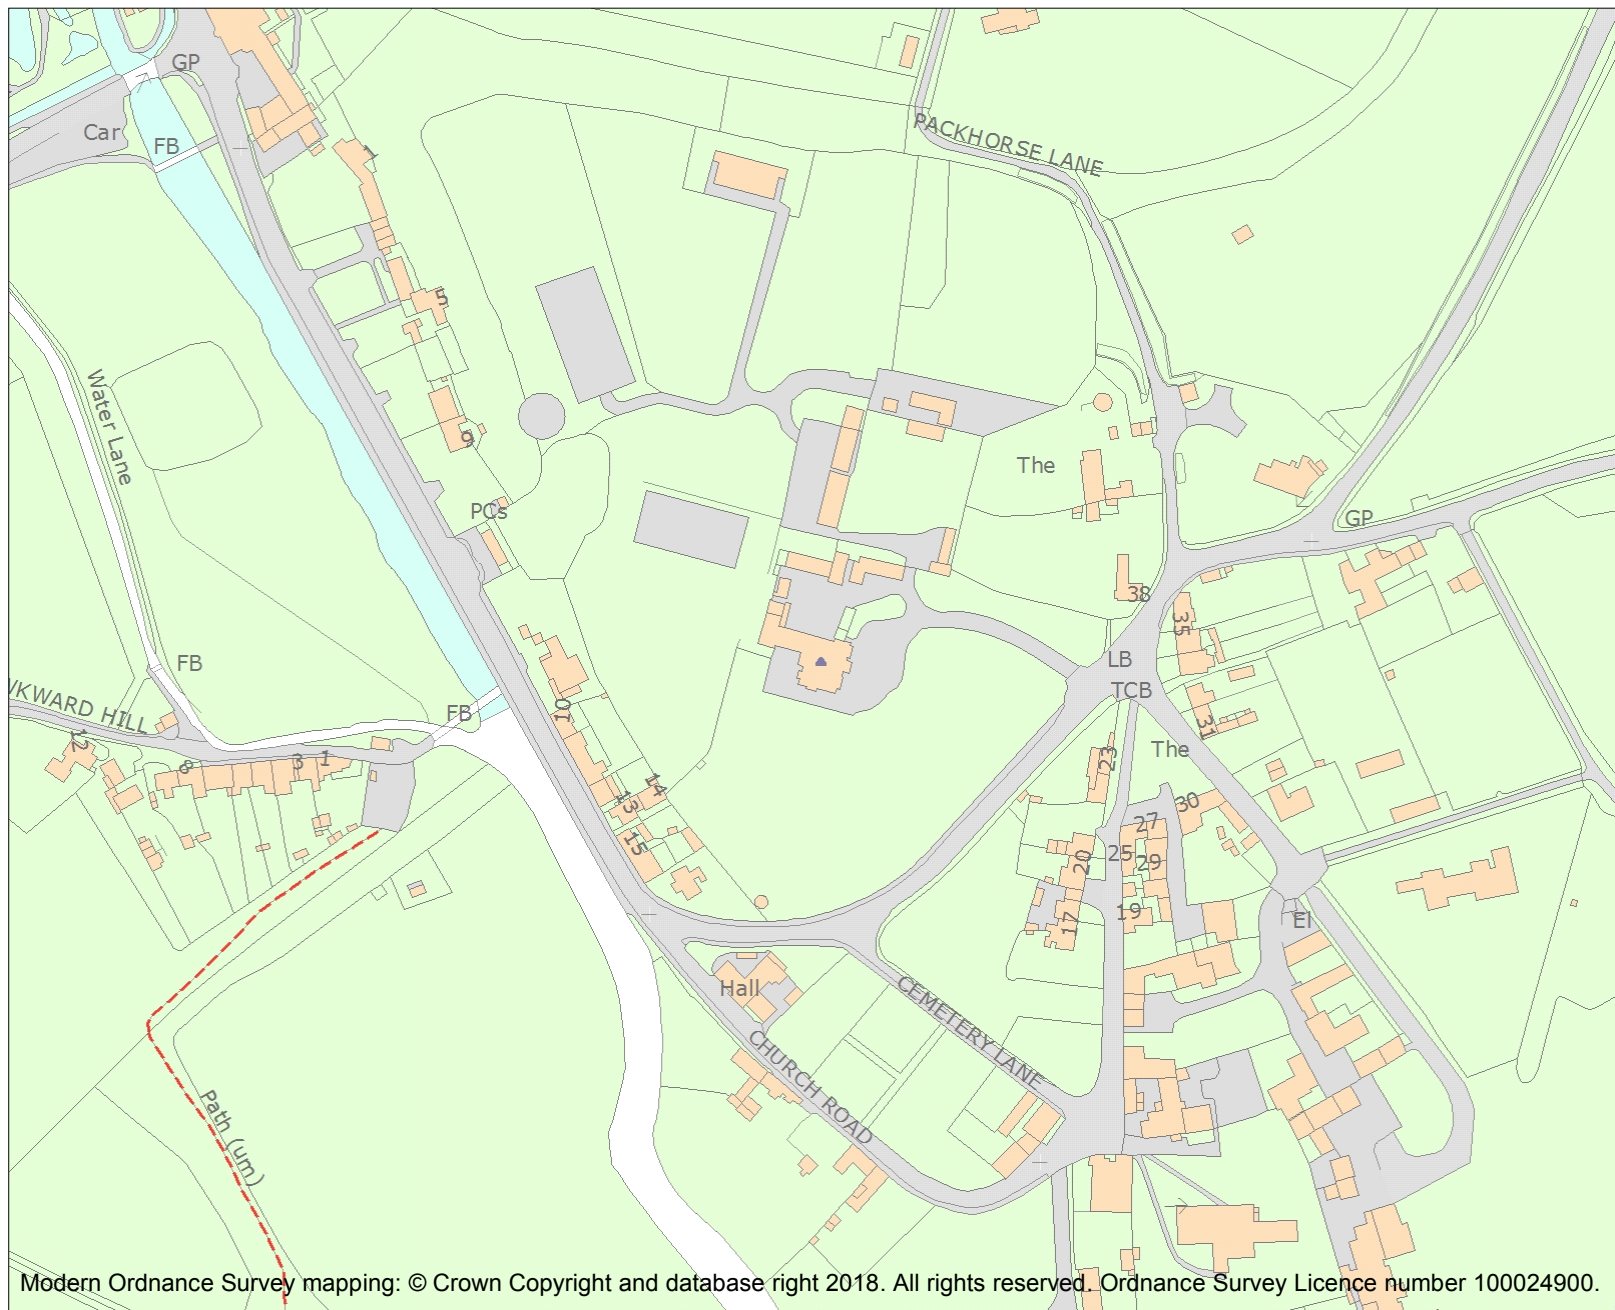 GP
Car
FB
1
PACKHORSE LANE
5
Water Lane
9
The
PCs
GP
38
35
FB
LB
TCB
AWKWARD HILL
FB
10
12
31
The
23
8
3
1
14
13
30
27
15
25
29
20
19
17
El
Hall
CEMETERY LANE
CHURCH ROAD
Path (um)
Modern Ordnance Survey mapping: © Crown Copyright and database right 2018. All rights reserved. Ordnance Survey Licence number 100024900.